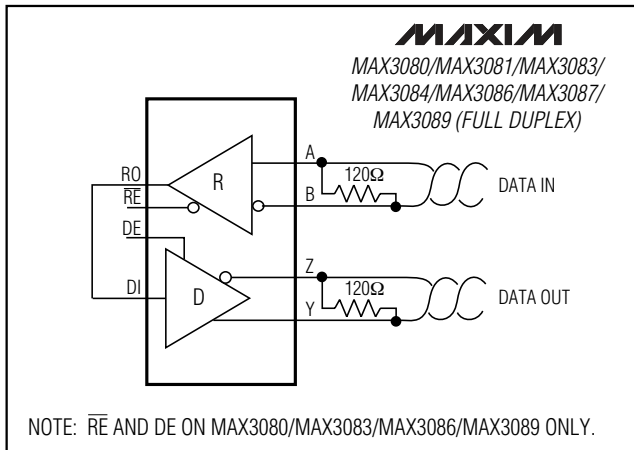 MAXIM
MAX3080/MAX3081/MAX3083/
MAX3084/MAX3086/MAX3087/
MAX3089 (FULL DUPLEX)
A
RO
R
120Ω
DATA IN
RE
B
DE
Z
DI
D
120Ω
DATA OUT
Y
NOTE: RE AND DE ON MAX3080/MAX3083/MAX3086/MAX3089 ONLY.